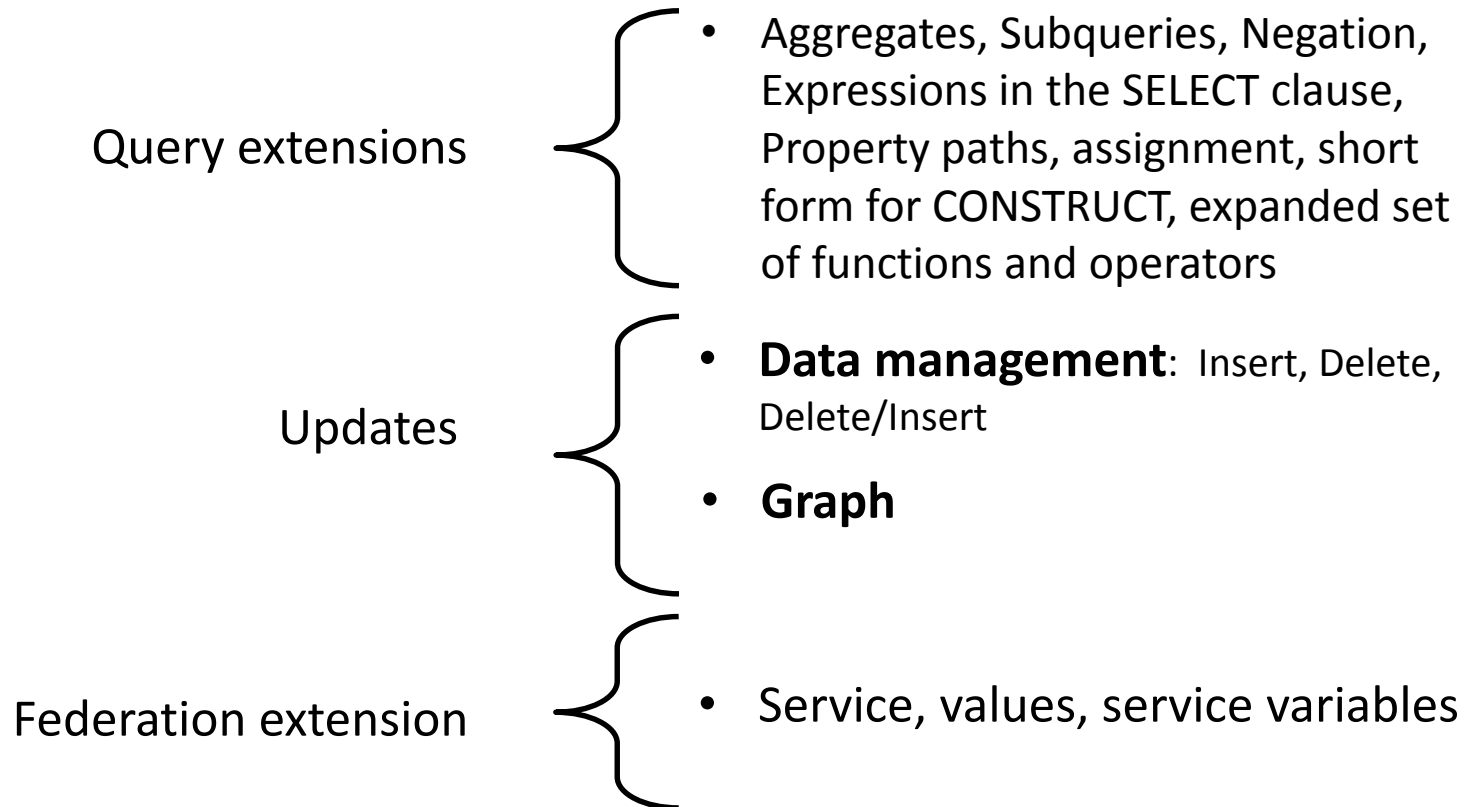 Query extensions
• Aggregates, Subqueries, Negation,
Expressions in the SELECT clause,
Property paths, assignment, short
form for CONSTRUCT, expanded set
of functions and operators
Updates
• Data management: Insert, Delete,
Delete/Insert
• Graph
Federation extension
• Service, values, service variables